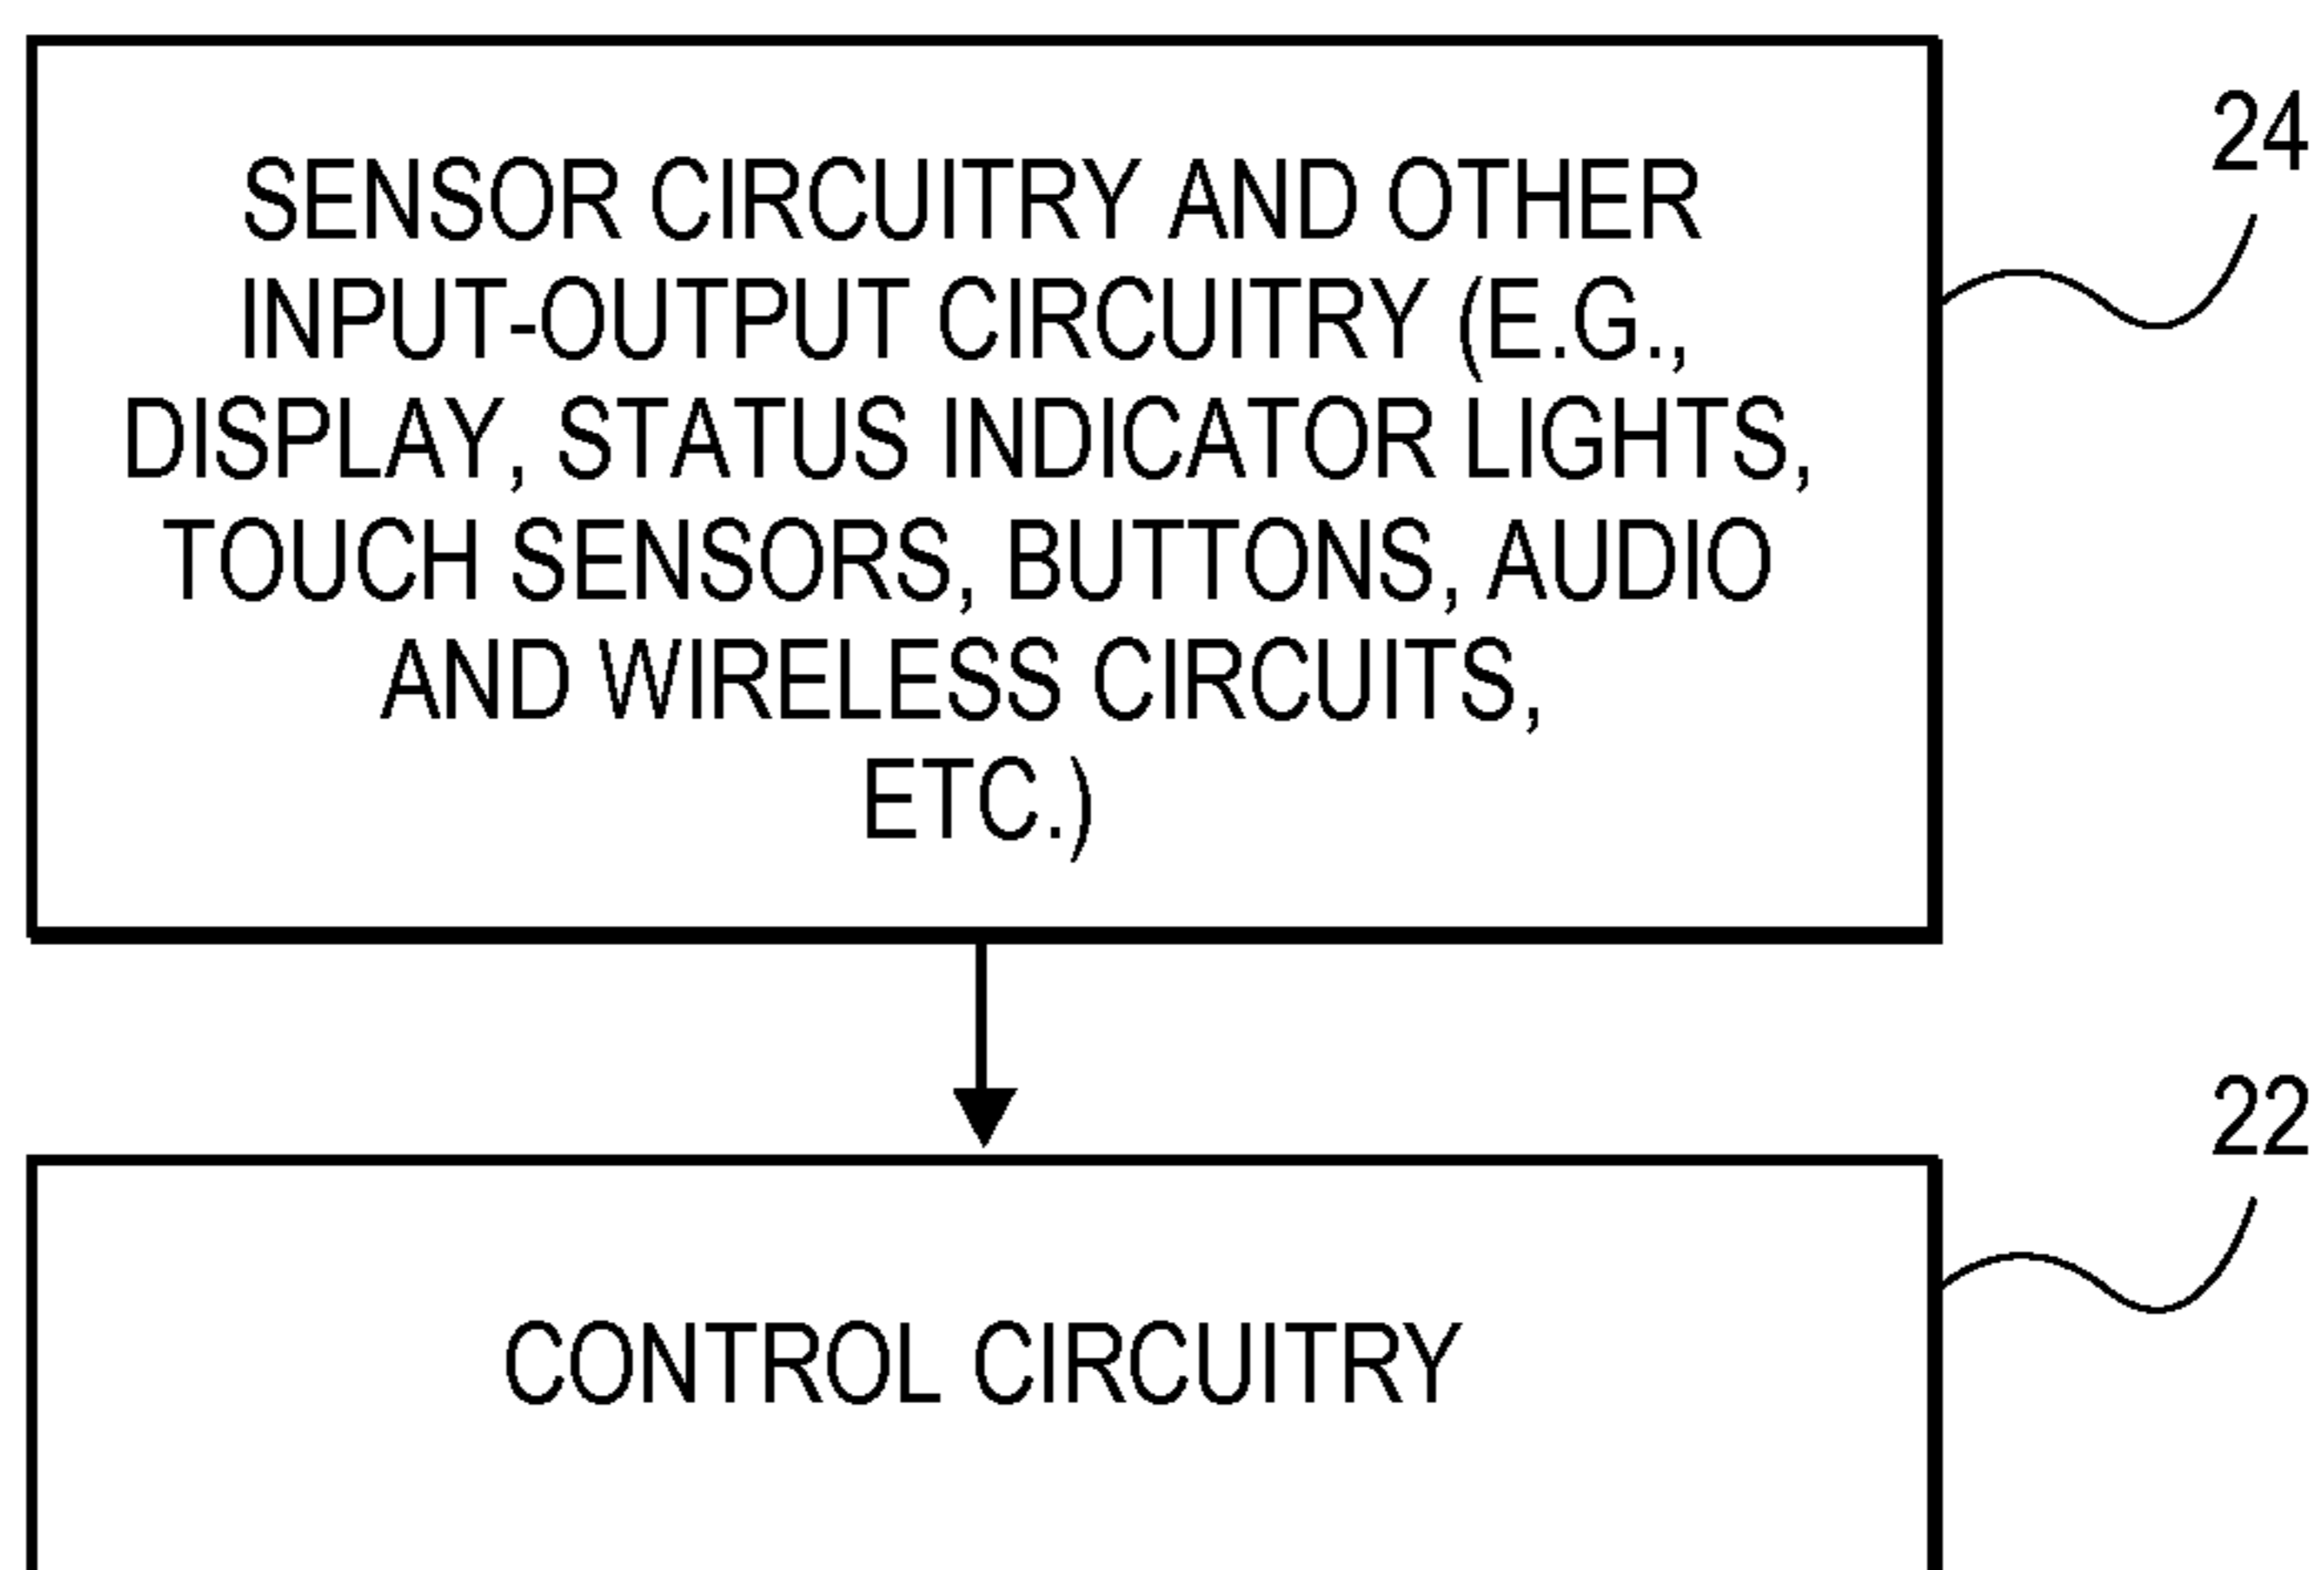 24
SENSOR CIRCUITRY AND OTHER
INPUT-OUTPUT CIRCUITRY (E.G.,
DISPLAY, STATUS INDICATOR LIGHTS,
TOUCH SENSORS, BUTTONS, AUDIO
AND WIRELESS CIRCUITS,
ETC.)
22
CONTROL CIRCUITRY